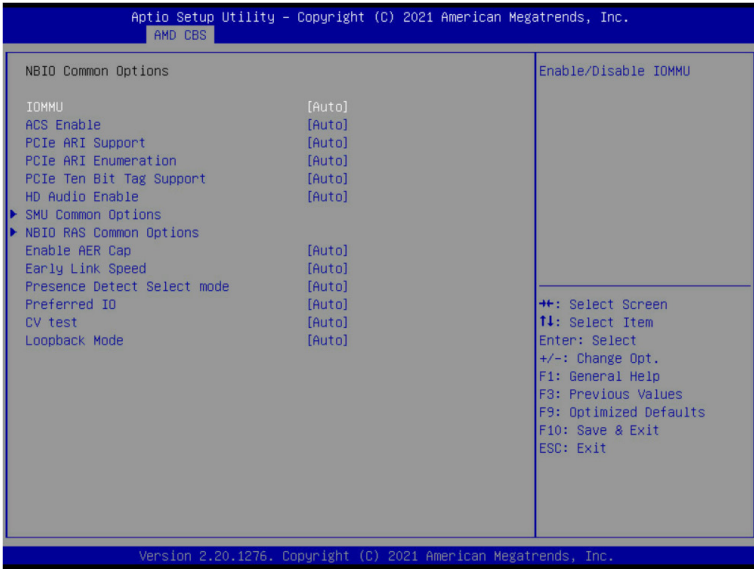 Aptio Setup Utility – Copyright (C) 2021 American Megatrends, Inc.
AMD CBS
NBIO Common Options
IOMMU [Auto]
ACS Enable [Auto]
PCIe ARI Support [Auto]
PCIe ARI Enumeration [Auto]
PCIe Ten Bit Tag Support [Auto]
HD Audio Enable [Auto]
SMU Common Options
NBIO RAS Common Options
Enable AER Cap [Auto]
Early Link Speed [Auto]
Presence Detect Select mode [Auto]
Preferred IO [Auto]
CV test [Auto]
Loopback Mode [Auto]
Enable/Disable IOMMU
→←: Select Screen
↑↓: Select Item
Enter: Select
+/-: Change Opt.
F1: General Help
F3: Previous Values
F9: Optimized Defaults
F10: Save & Exit
ESC: Exit
Version 2.20.1276. Copyright (C) 2021 American Megatrends, Inc.